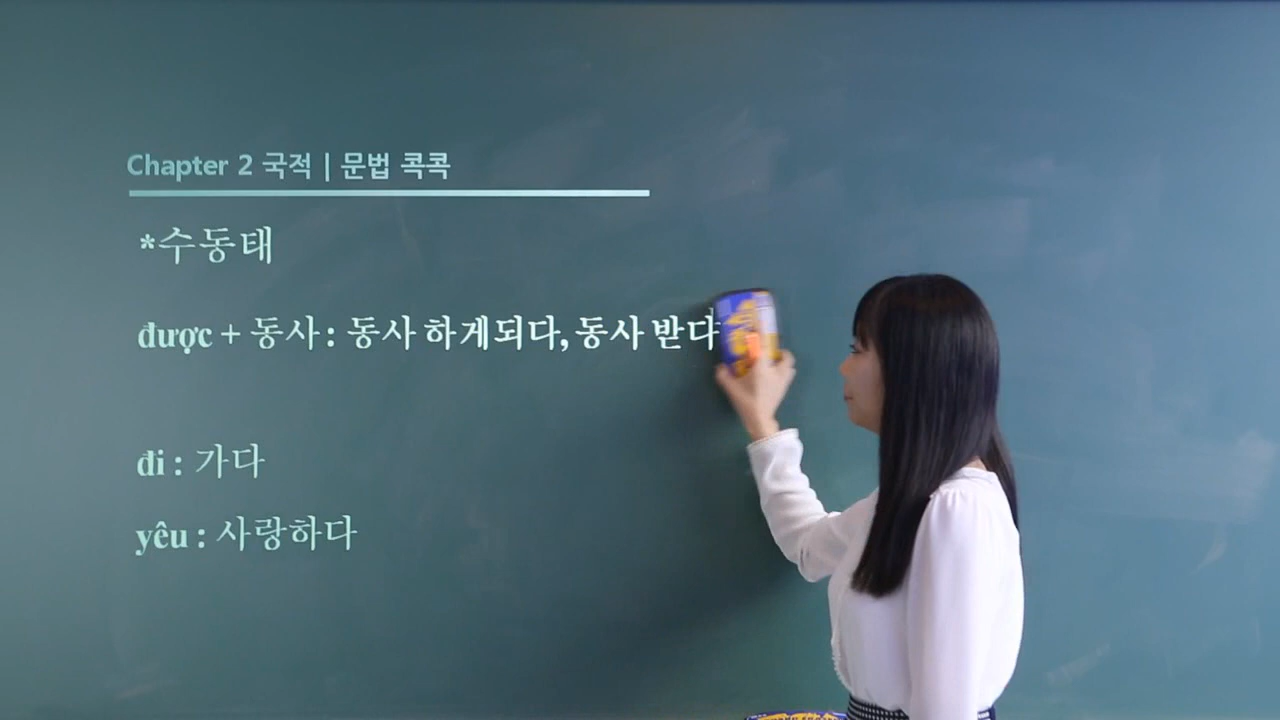 Chapter 2 국적 | 문법 콕콕
*수동태
được + 동사 : 동사 하게되다, 동사 받다
đi : 가다
yêu : 사랑하다